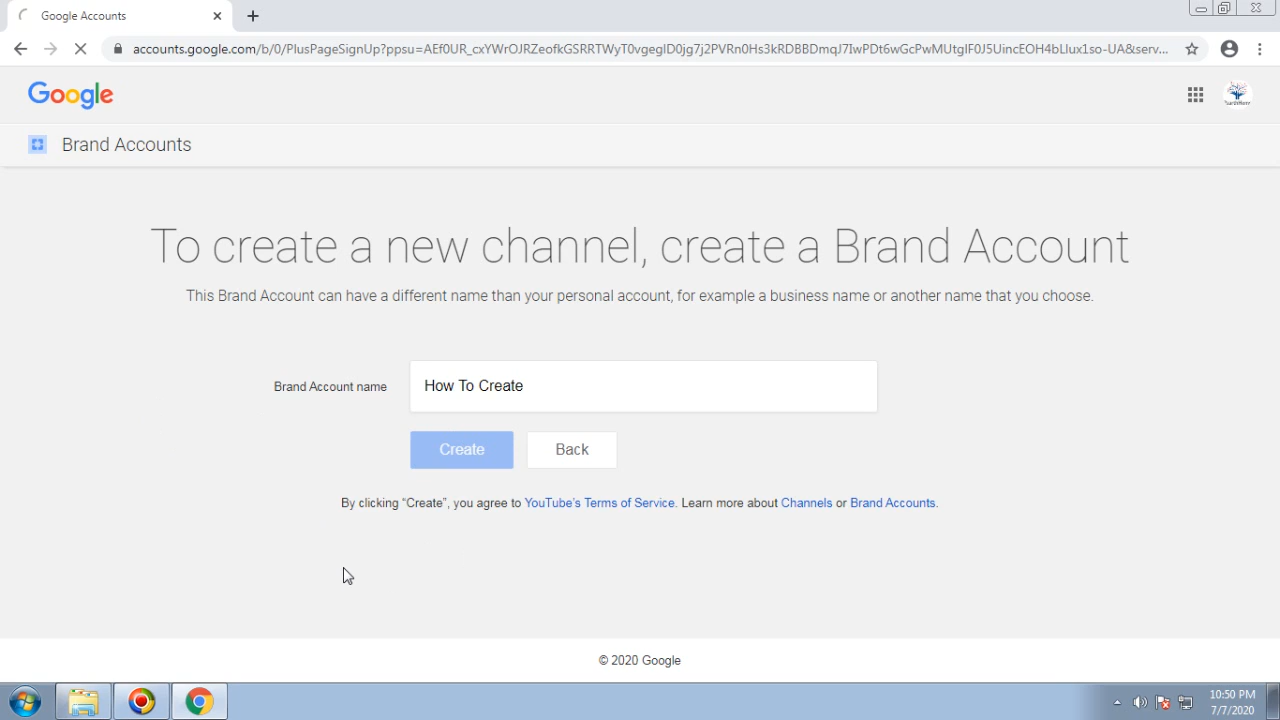 Google Accounts
accounts.google.com/b/0/PlusPageSignUp?ppsu=AEf0UR_cxYWrOJRZeofkGSRRTWyT0vgegID0jg7j2PVRn0Hs3kRDBBDmqJ7IwPDt6wGcPwMUtgIF0J5UincEOH4bLlux1so-UA&serv...
Google
Brand Accounts
To create a new channel, create a Brand Account
This Brand Account can have a different name than your personal account, for example a business name or another name that you choose.
Brand Account name
How To Create
Create
Back
By clicking "Create", you agree to YouTube's Terms of Service. Learn more about Channels or Brand Accounts.
© 2020 Google
10:50 PM
7/7/2020